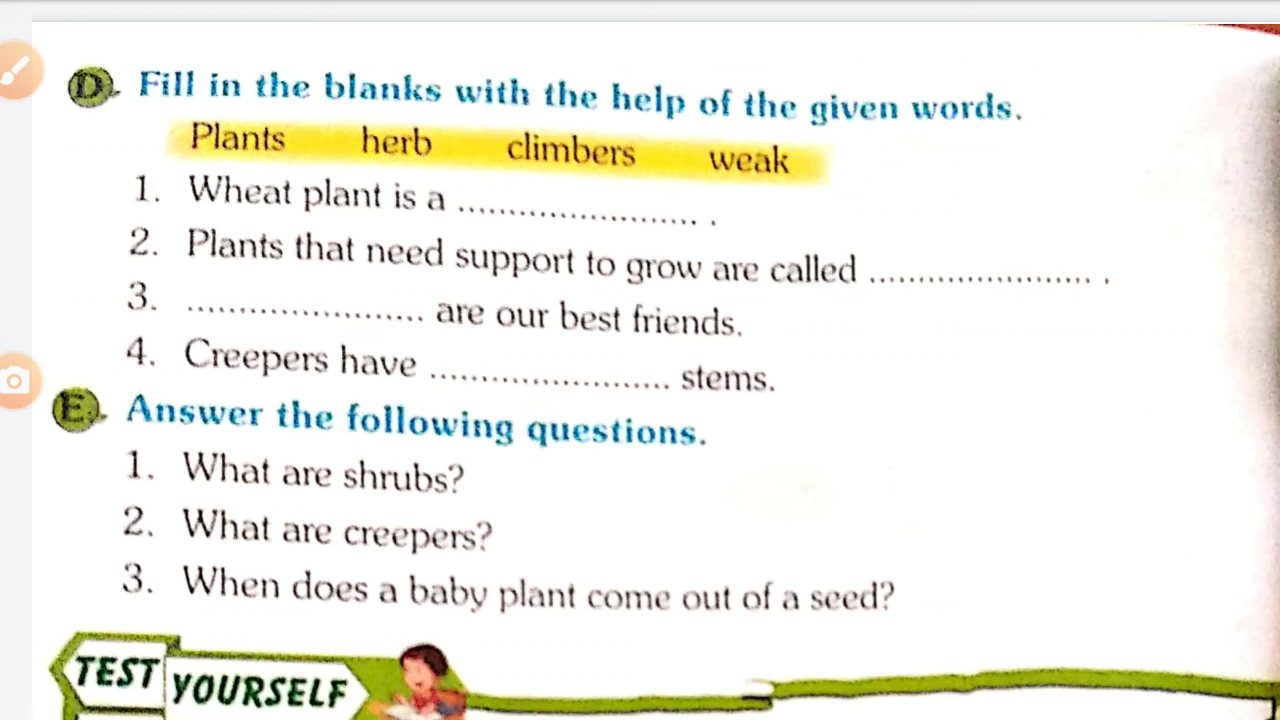 D. Fill in the blanks with the help of the given words.
Plants herb climbers weak
1. Wheat plant is a ........................ .
2. Plants that need support to grow are called ...................... .
3. ....................... are our best friends.
4. Creepers have ........................ stems.
E. Answer the following questions.
1. What are shrubs?
2. What are creepers?
3. When does a baby plant come out of a seed?
TEST YOURSELF